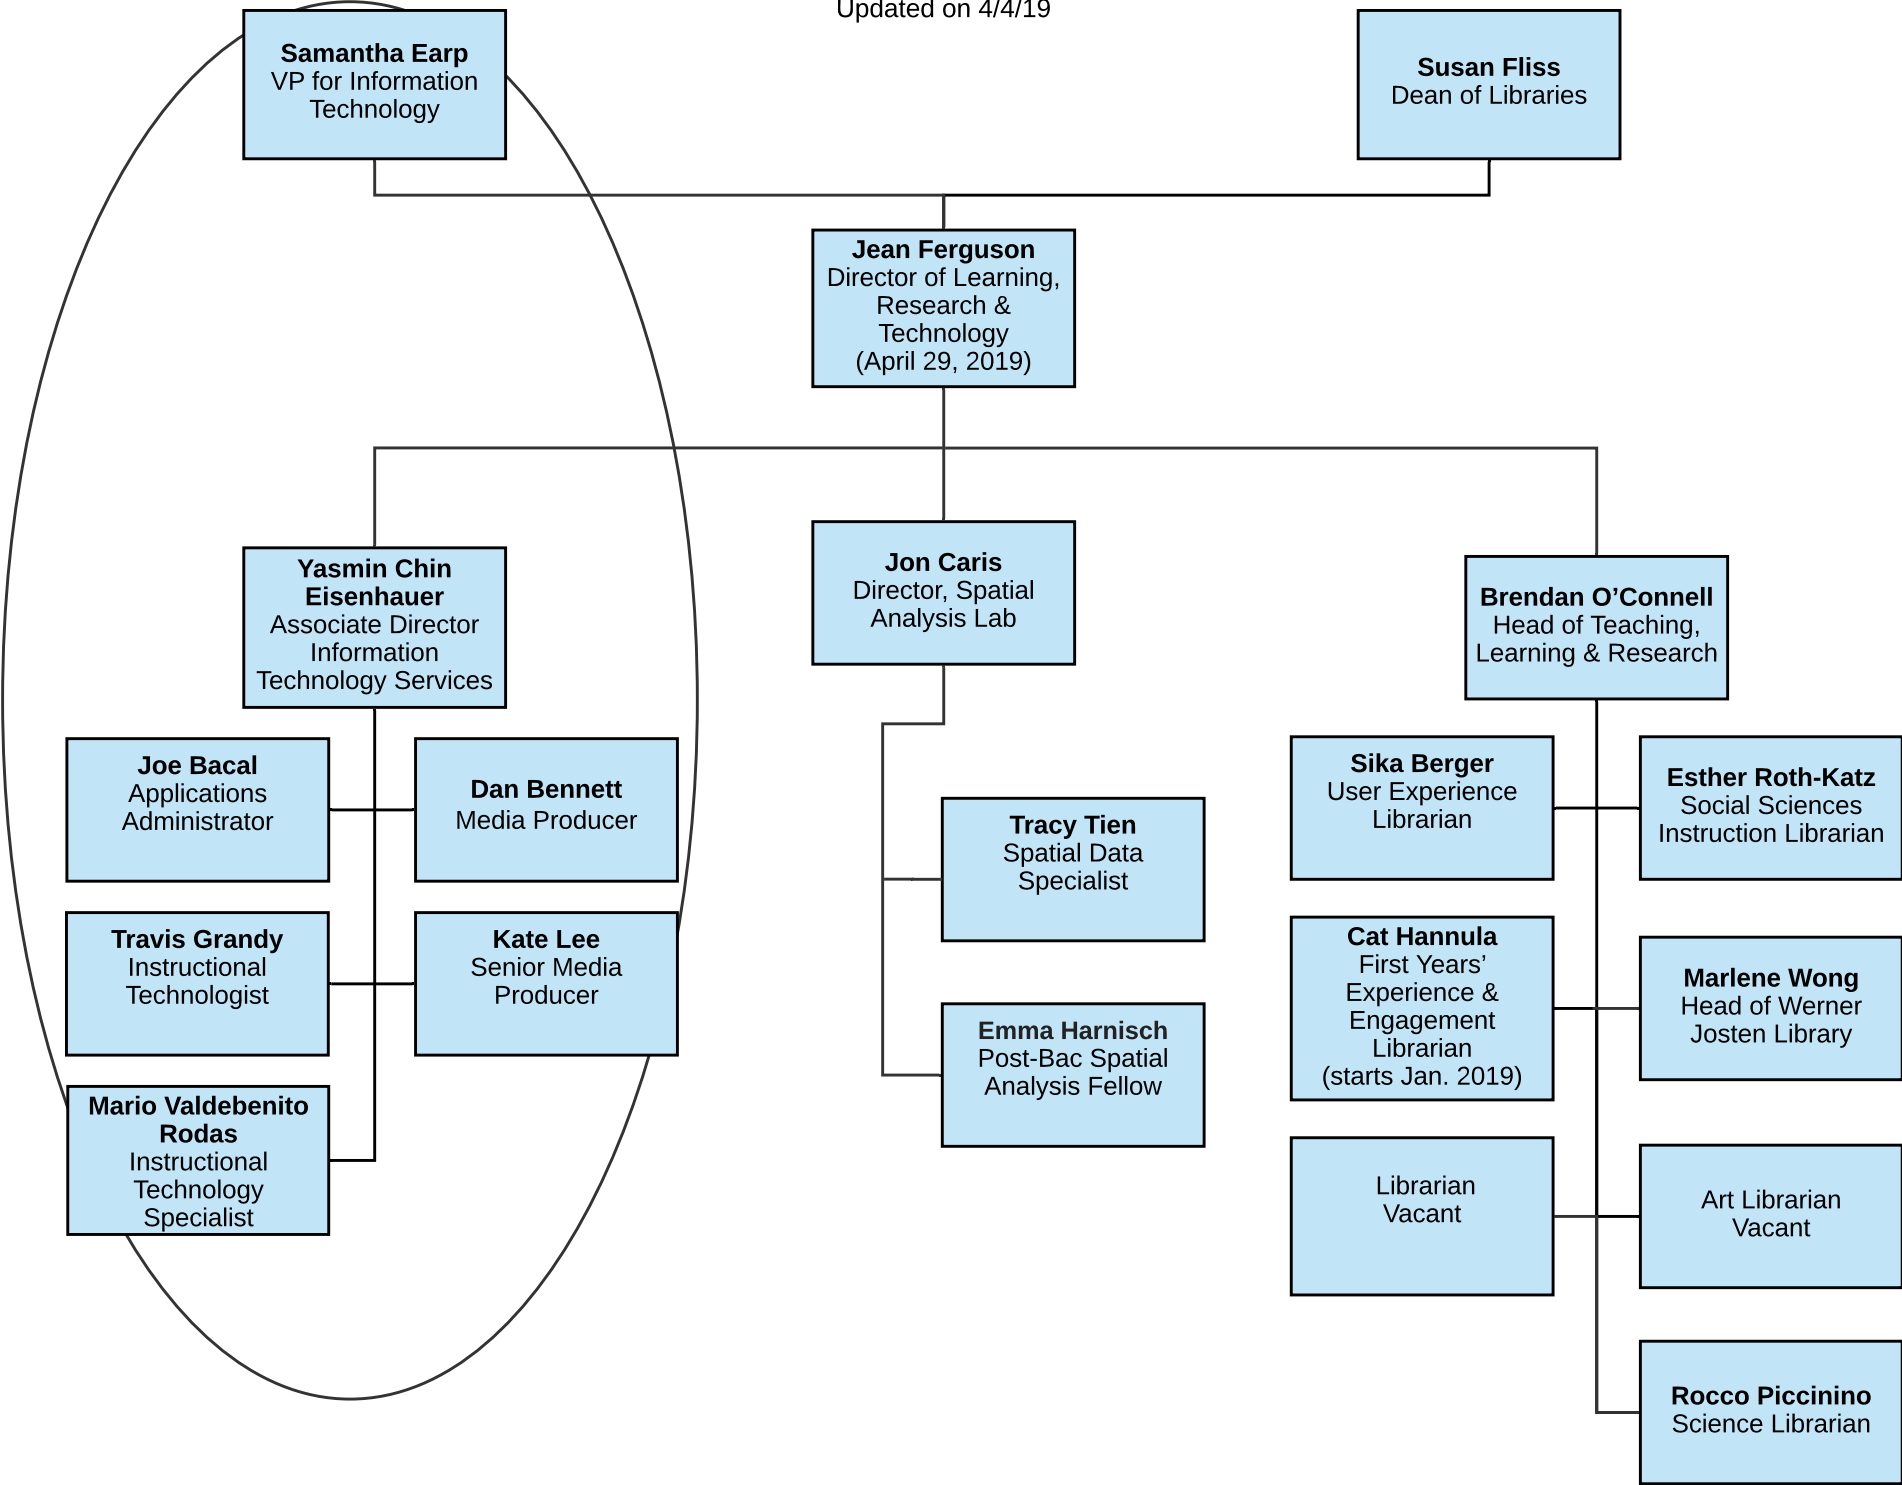 Updated on 4/4/19
Samantha Earp
VP for Information
Technology
Susan Fliss
Dean of Libraries
Jean Ferguson
Director of Learning,
Research &
Technology
(April 29, 2019)
Yasmin Chin
Eisenhauer
Associate Director
Information
Technology Services
Jon Caris
Director, Spatial
Analysis Lab
Brendan O’Connell
Head of Teaching,
Learning & Research
Joe Bacal
Applications
Administrator
Dan Bennett
Media Producer
Travis Grandy
Instructional
Technologist
Kate Lee
Senior Media
Producer
Mario Valdebenito
Rodas
Instructional
Technology
Specialist
Tracy Tien
Spatial Data
Specialist
Emma Harnisch
Post-Bac Spatial
Analysis Fellow
Sika Berger
User Experience
Librarian
Esther Roth-Katz
Social Sciences
Instruction Librarian
Cat Hannula
First Years’
Experience &
Engagement
Librarian
(starts Jan. 2019)
Marlene Wong
Head of Werner
Josten Library
Librarian
Vacant
Art Librarian
Vacant
Rocco Piccinino
Science Librarian